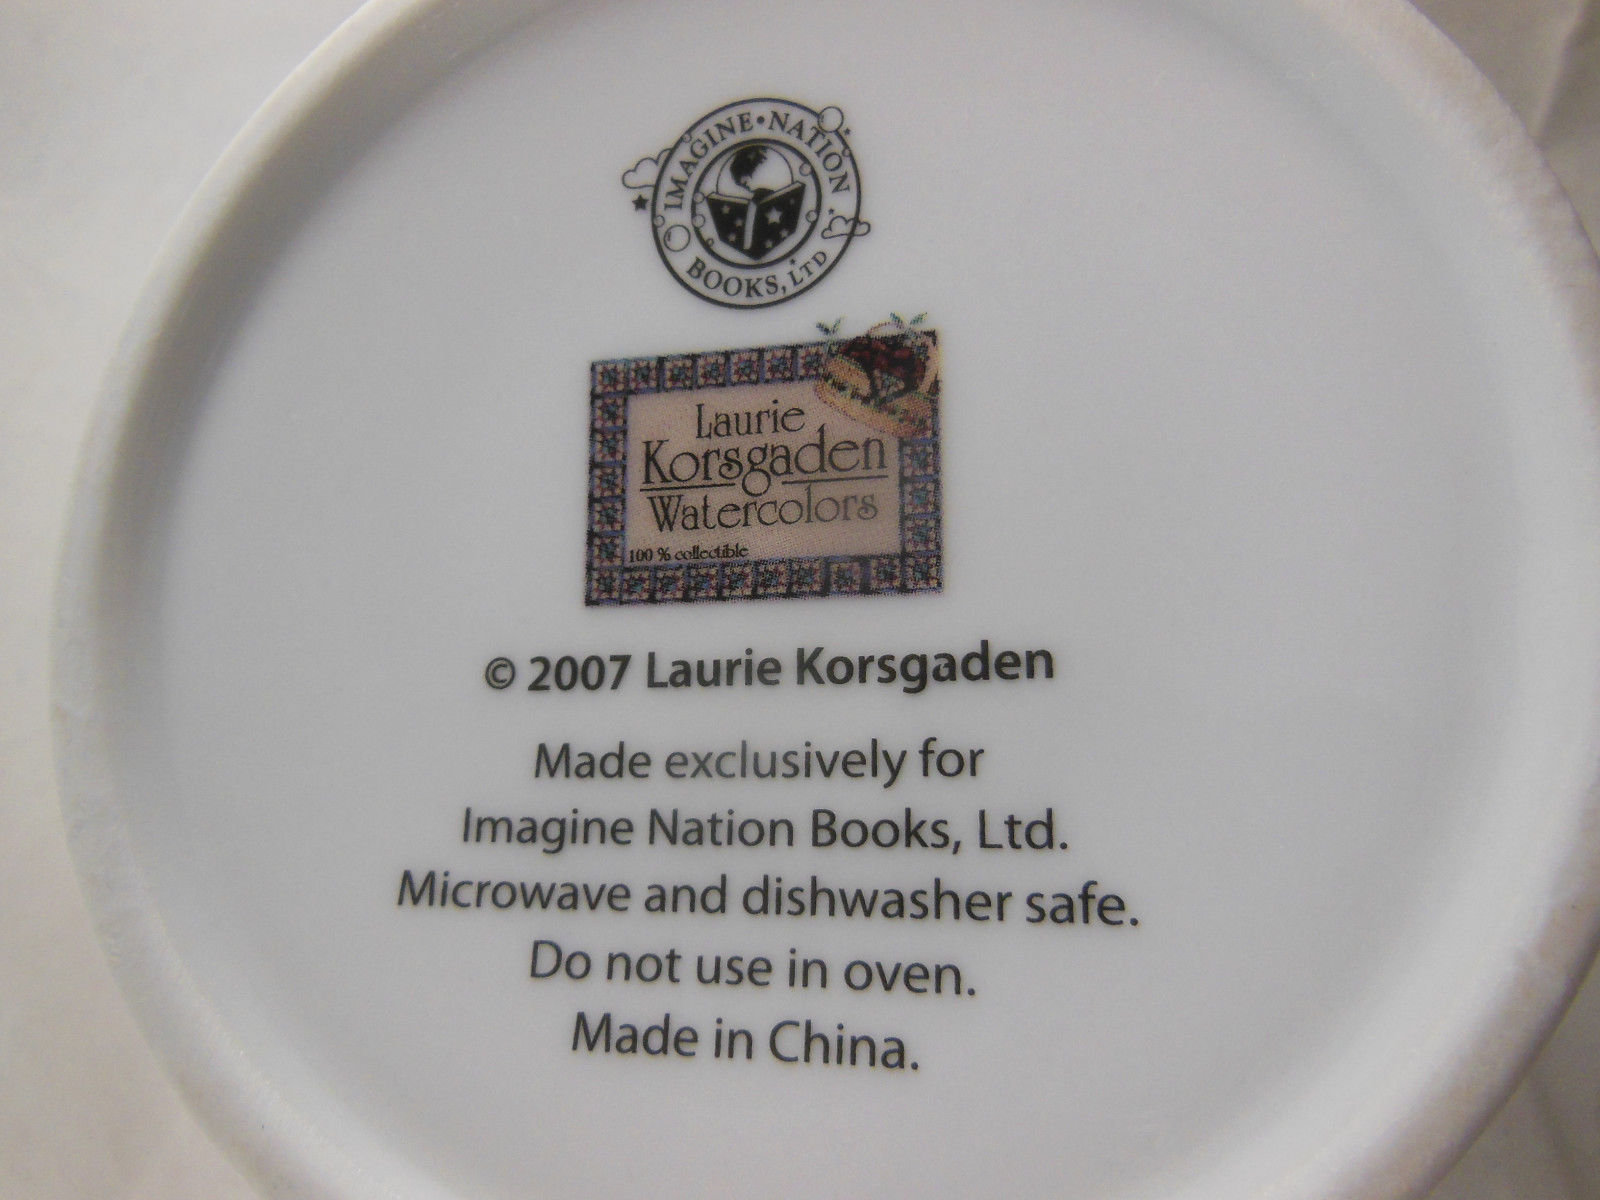 IMAGINE•NATION
BOOKS, LTD
Laurie
Korsgaden
Watercolors
100 % collectible
© 2007 Laurie Korsgaden
Made exclusively for
Imagine Nation Books, Ltd.
Microwave and dishwasher safe.
Do not use in oven.
Made in China.